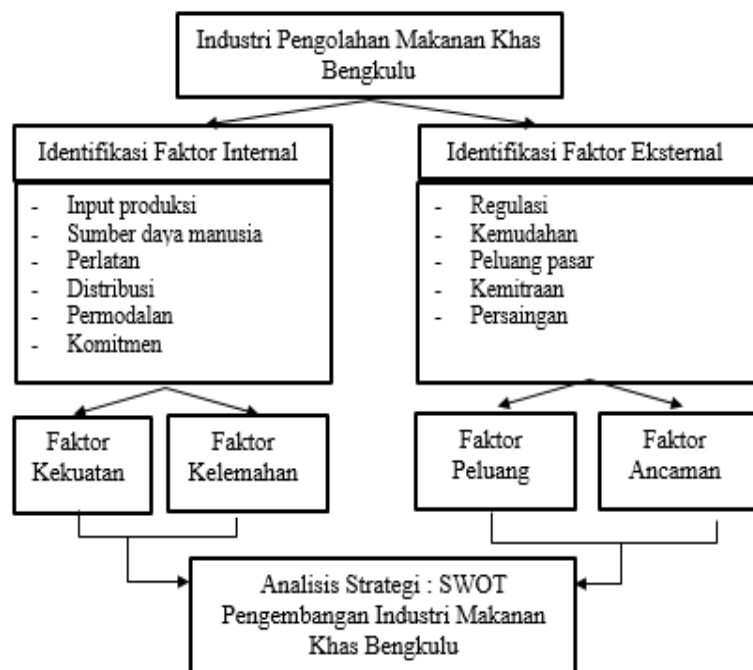 Industri Pengolahan Makanan Khas
Bengkulu
Identifikasi Faktor Internal
- Input produksi
- Sumber daya manusia
- Perlatan
- Distribusi
- Permodalan
- Komitmen
Identifikasi Faktor Eksternal
- Regulasi
- Kemudahan
- Peluang pasar
- Kemitraan
- Persaingan
Faktor
Kekuatan
Faktor
Kelemahan
Faktor
Peluang
Faktor
Ancaman
Analisis Strategi : SWOT
Pengembangan Industri Makanan
Khas Bengkulu